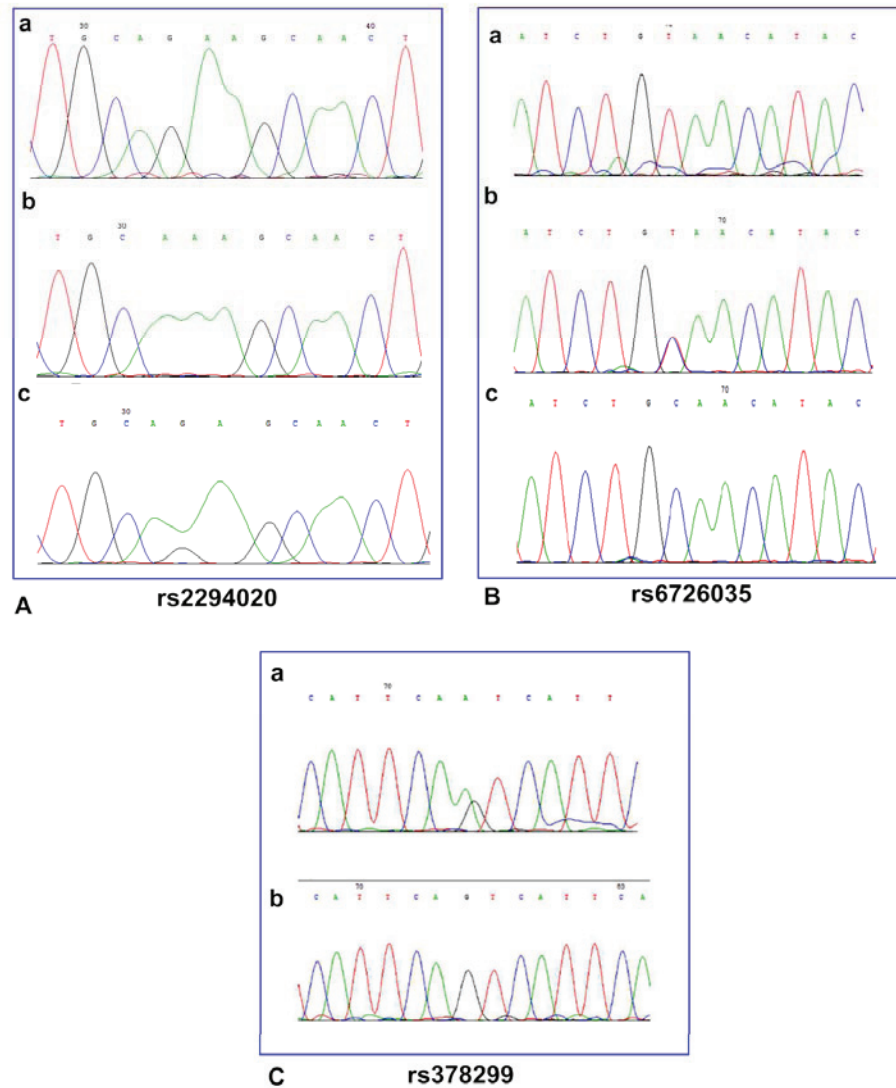 a
30 40
T G C A G A A G C A A C T
b
30
T G C A A A G C A A C T
c
30
T G C A G A G C A A C T
A rs2294020
a
A T C T G T A A C A T A C
b
70
A T C T G T A A C A T A C
c
70
A T C T G C A A C A T A C
B rs6726035
a
70
C A T T C A A T C A T T
b
70 80
C A T T C A G T C A T T C A
C rs378299